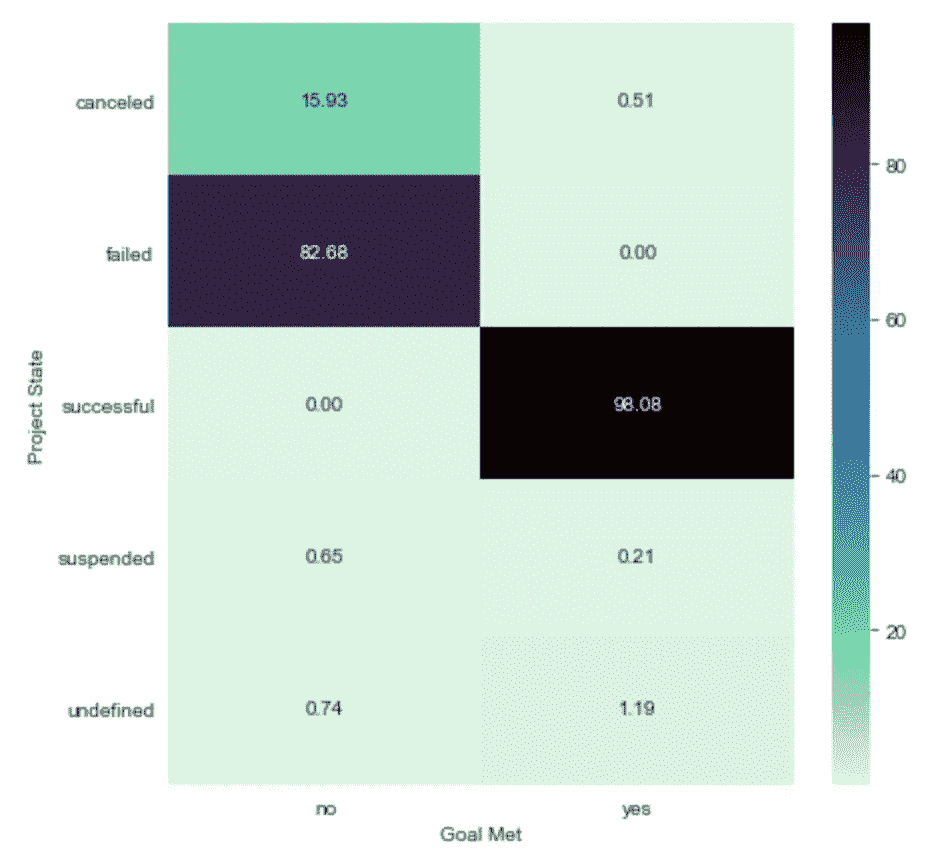 canceled 15.93 0.51
80
failed 82.68 0.00
60
Project State
successful 0.00 98.08
40
suspended 0.65 0.21
20
undefined 0.74 1.19
no yes
Goal Met